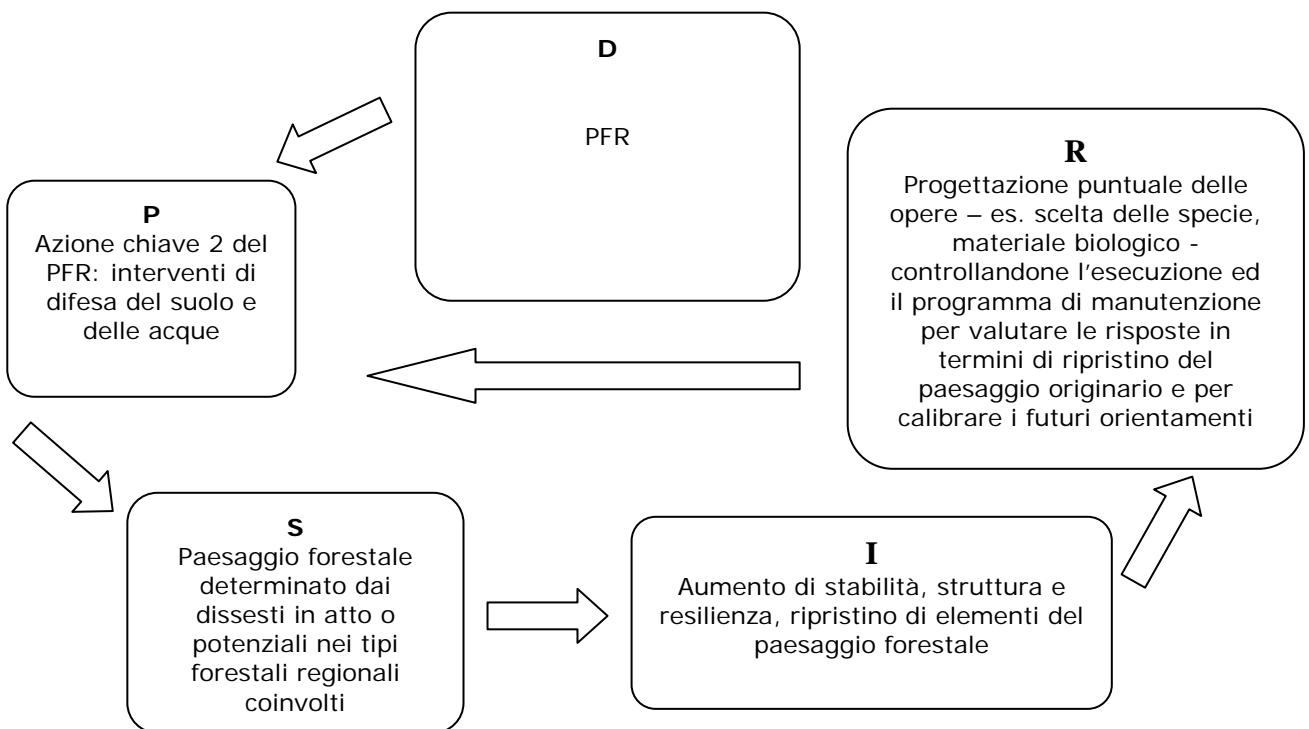 D
PFR
P
Azione chiave 2 del
PFR: interventi di
difesa del suolo e
delle acque
R
Progettazione puntuale delle
opere – es. scelta delle specie,
materiale biologico -
controllandone l'esecuzione ed
il programma di manutenzione
per valutare le risposte in
termini di ripristino del
paesaggio originario e per
calibrare i futuri orientamenti
S
Paesaggio forestale
determinato dai
dissesti in atto o
potenziali nei tipi
forestali regionali
coinvolti
I
Aumento di stabilità, struttura e
resilienza, ripristino di elementi del
paesaggio forestale